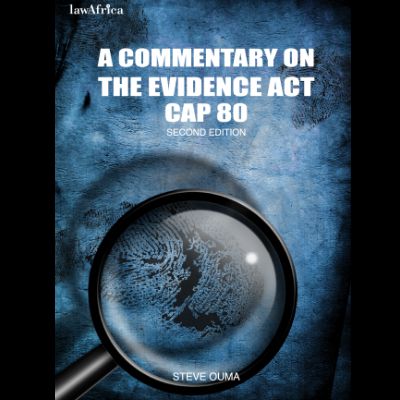 lawAfrica
A COMMENTARY ON
THE EVIDENCE ACT
CAP 80
SECOND EDITION
STEVE OUMA